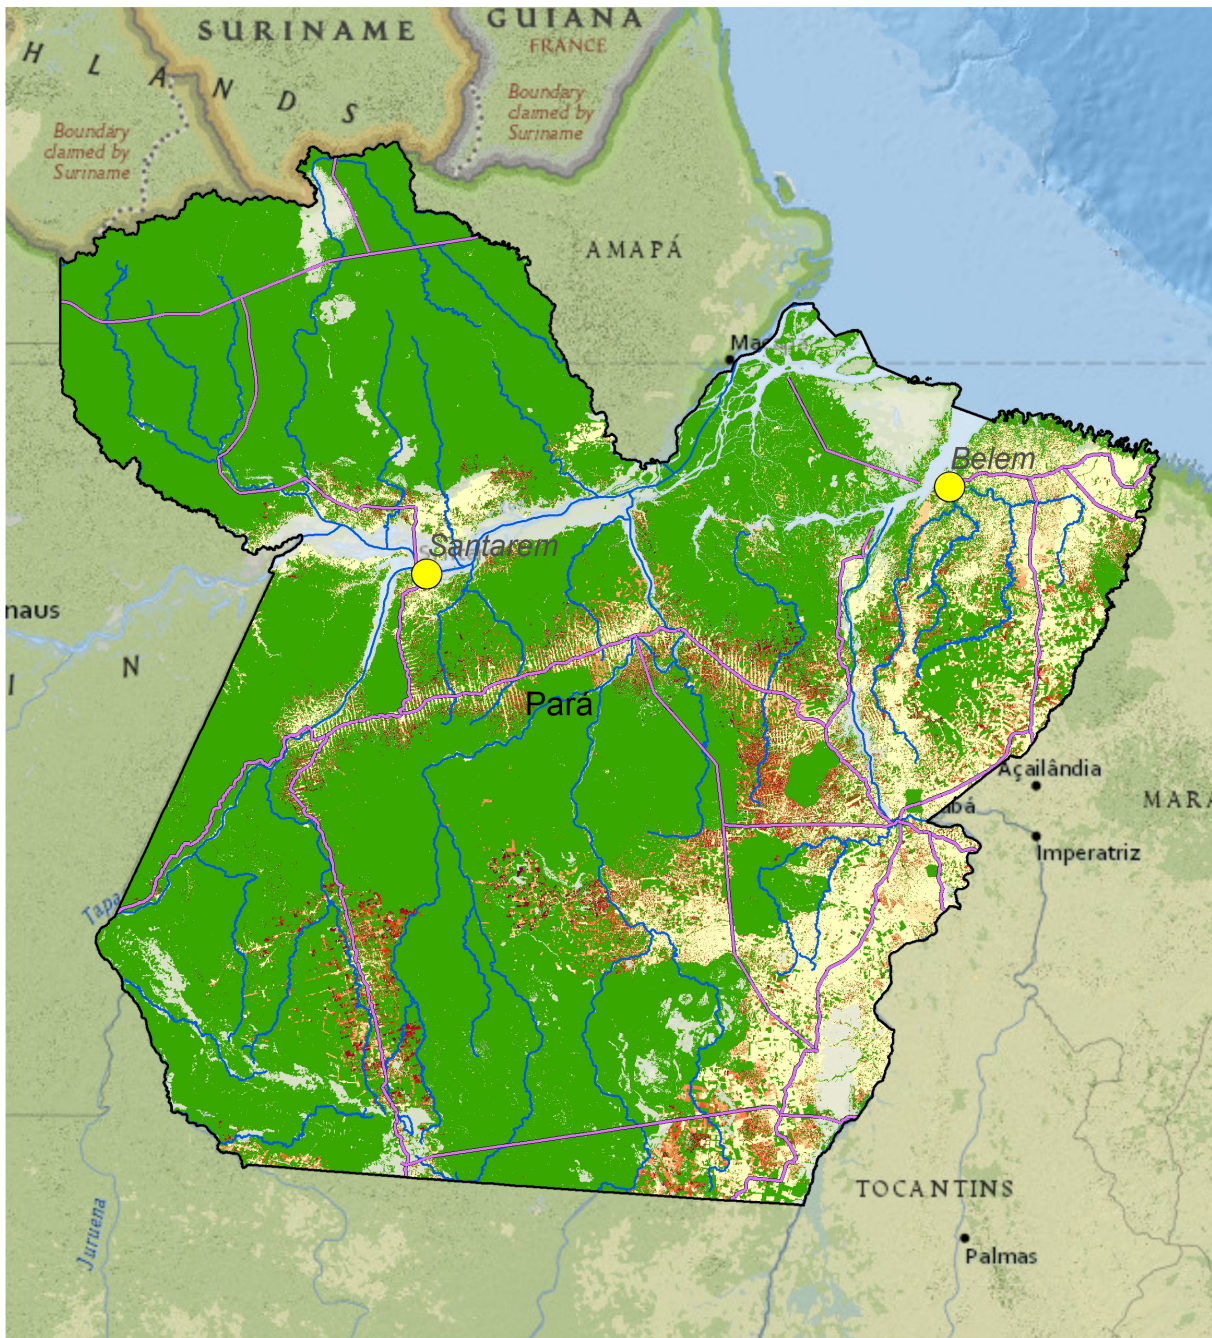 SURINAME
GUIANA
FRANCE
H L A N D S
Boundary
claimed by
Suriname
Boundary
claimed by
Suriname
AMAPÁ
Belem
Santarem
naus
N
I
Pará
Açailândia
MARA
abá
Imperatriz
Tapa
Juruena
TOCANTINS
Palmas